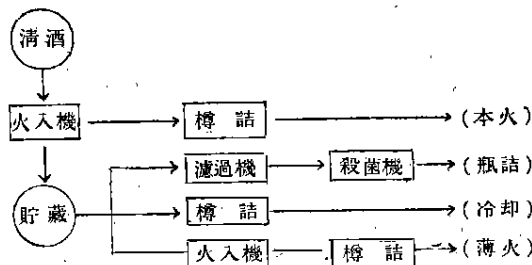 清酒
火入機 樽詰 (本火)
濾過機 殺菌機 (瓶詰)
貯蔵 樽詰 (冷却)
火入機 樽詰 (薄火)